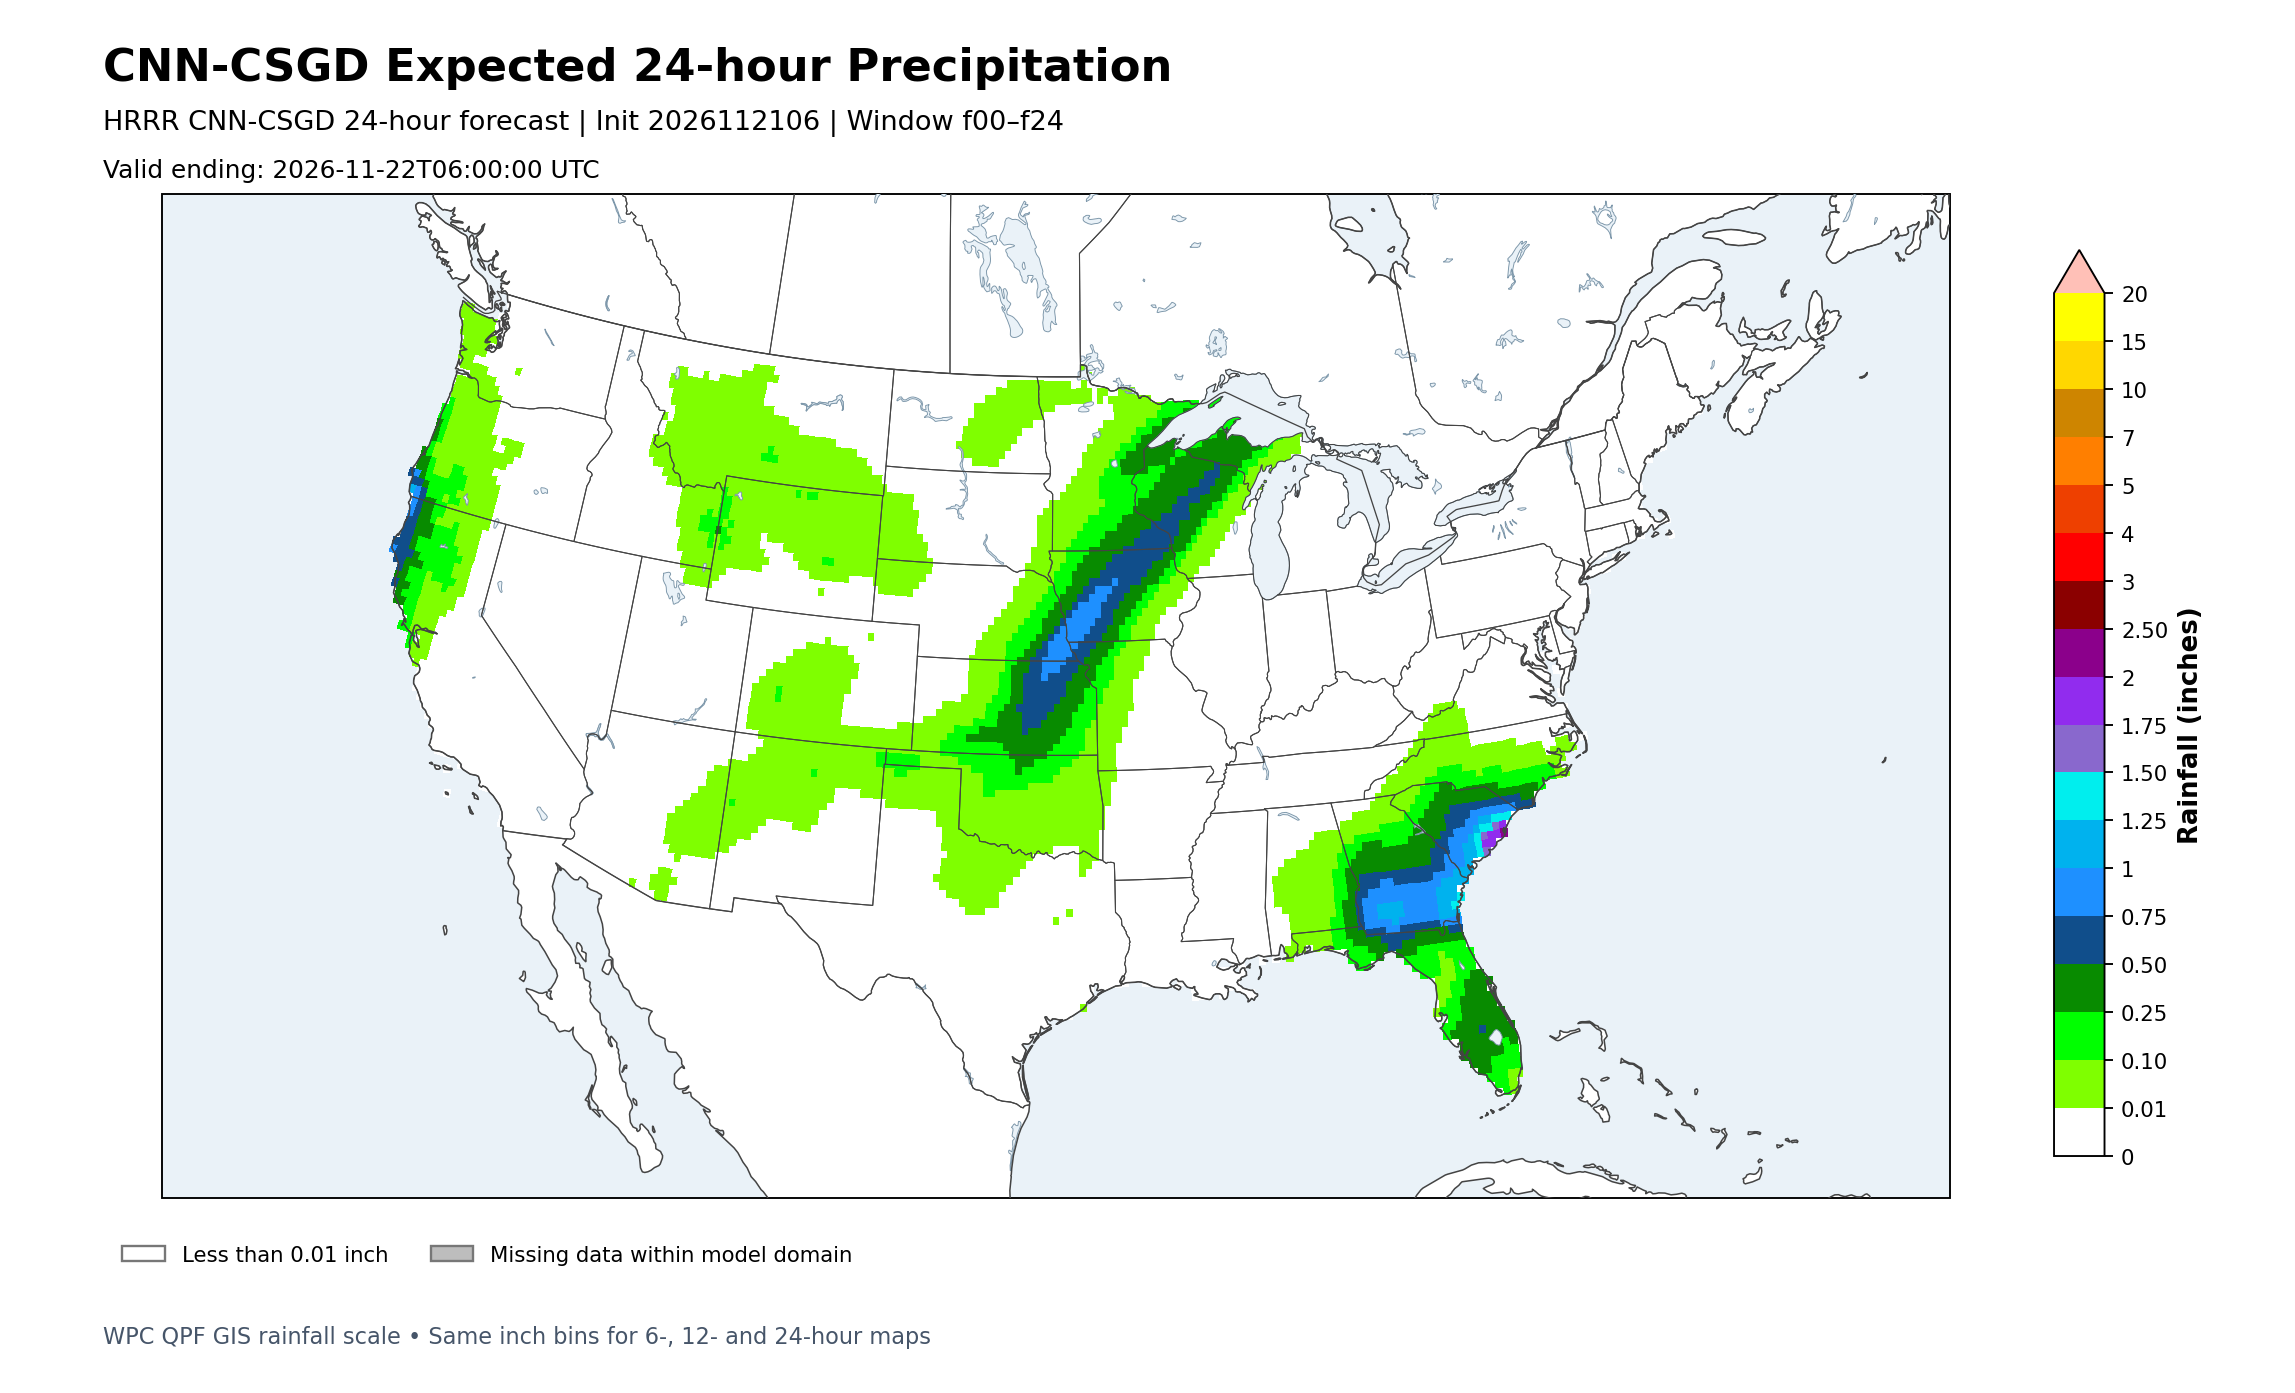 CNN-CSGD Expected 24-hour Precipitation
HRRR CNN-CSGD 24-hour forecast | Init 2026112106 | Window f00–f24
Valid ending: 2026-11-22T06:00:00 UTC
20
15
10
7
5
4
3
2.50
2
1.75
1.50
1.25
1
0.75
0.50
0.25
0.10
0.01
0
Rainfall (inches)
Less than 0.01 inch
Missing data within model domain
WPC QPF GIS rainfall scale • Same inch bins for 6-, 12- and 24-hour maps